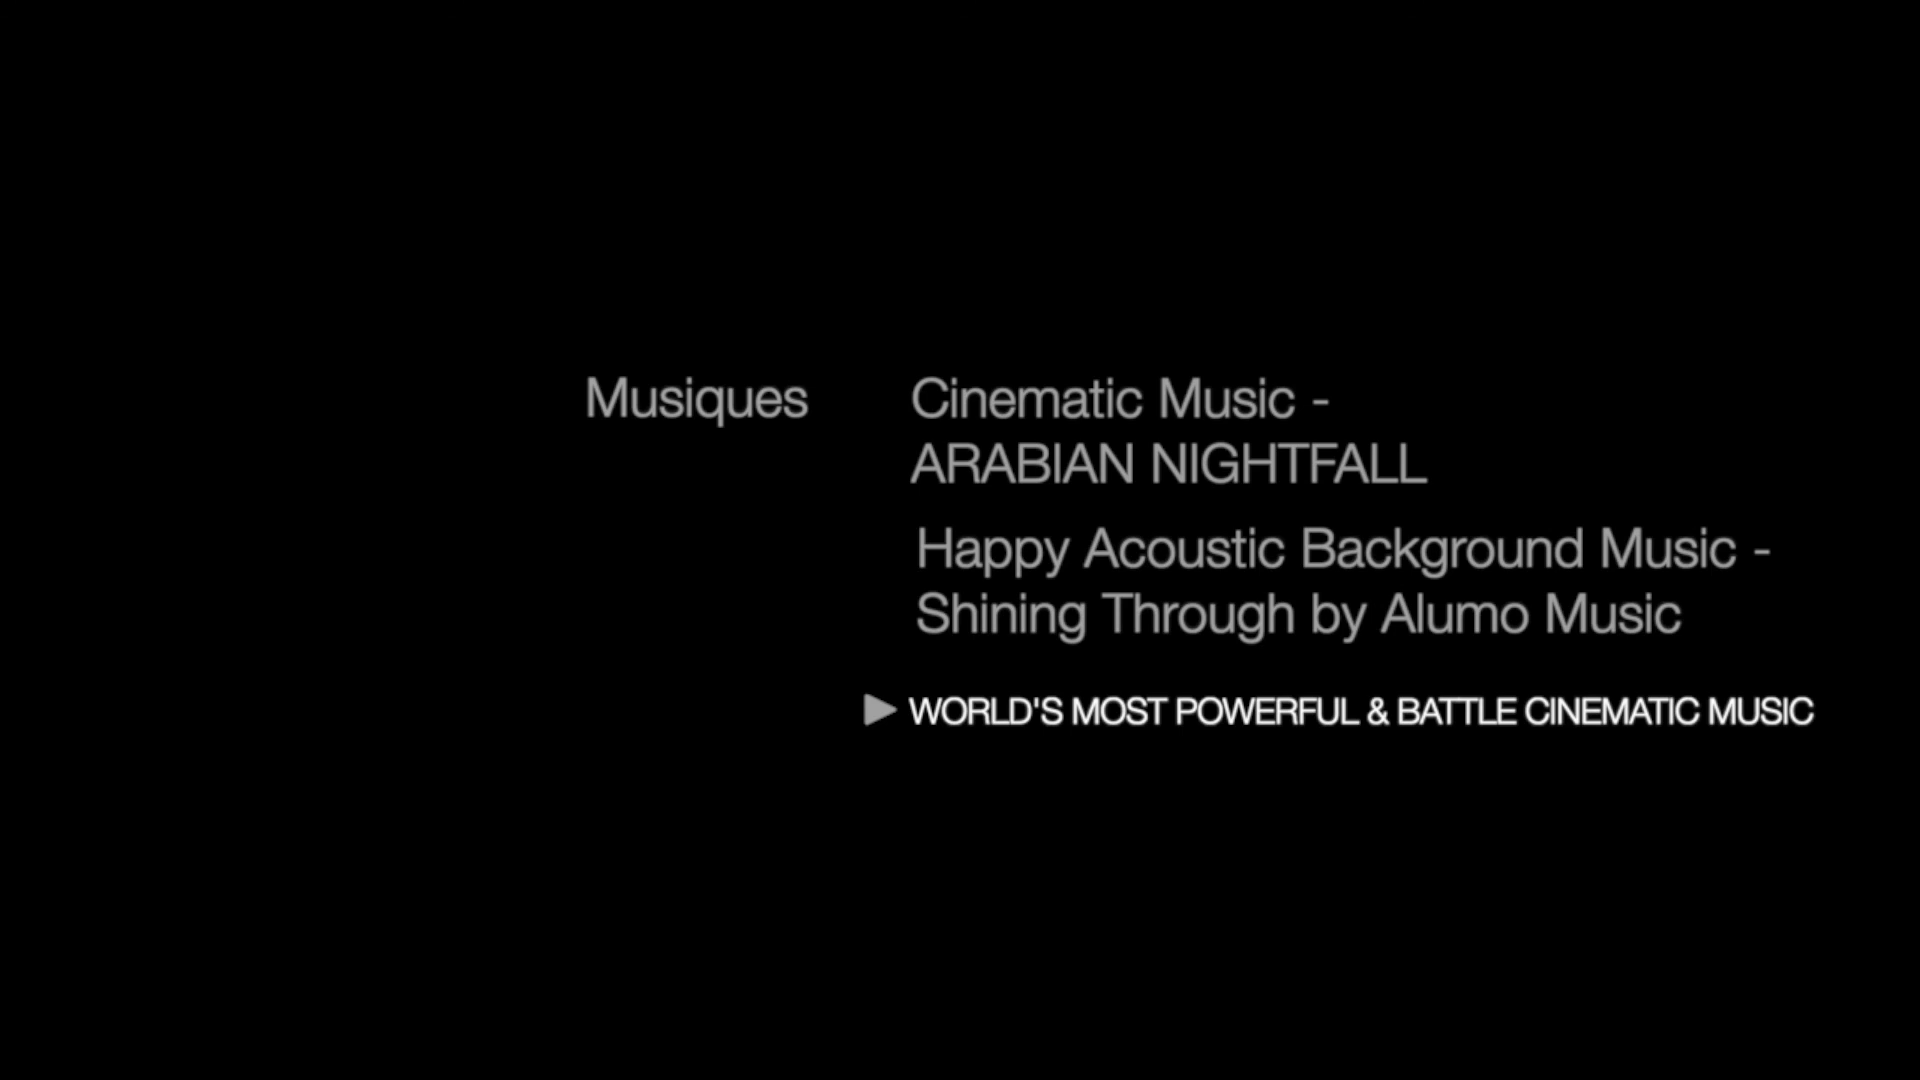 Musiques
Cinematic Music -
ARABIAN NIGHTFALL
Happy Acoustic Background Music -
Shining Through by Alumo Music
WORLD'S MOST POWERFUL & BATTLE CINEMATIC MUSIC